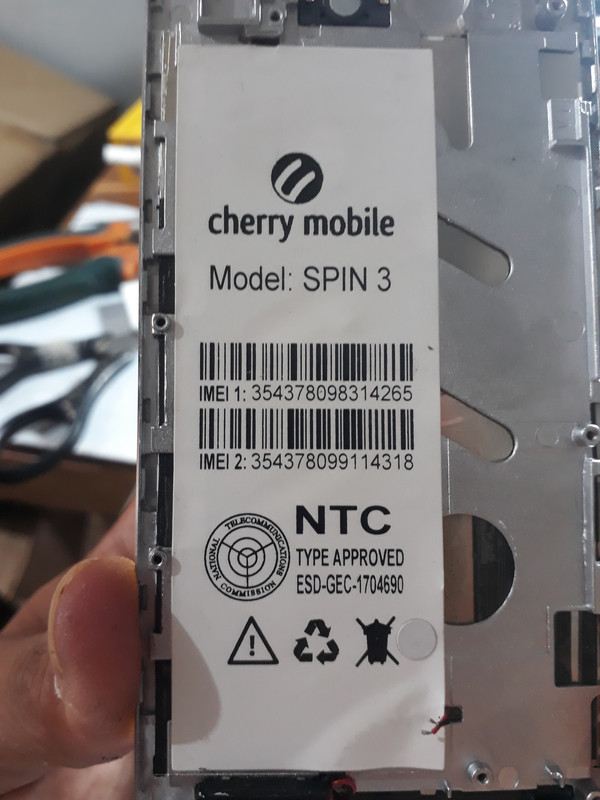 cherry mobile
Model: SPIN 3
IMEI 1: 354378098314265
IMEI 2: 354378099114318
NATIONAL TELECOMMUNICATIONS COMMISSION
NTC
TYPE APPROVED
ESD-GEC-1704690